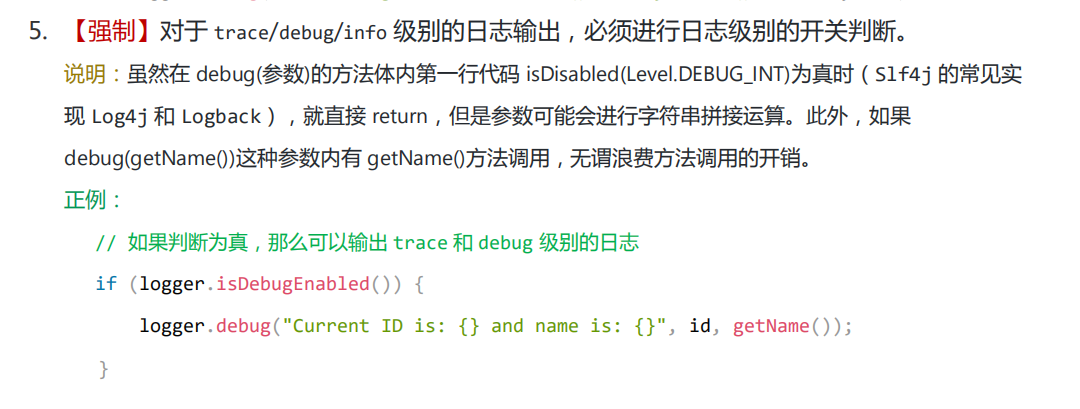 5. 【强制】对于 trace/debug/info 级别的日志输出，必须进行日志级别的开关判断。
说明：虽然在 debug(参数)的方法体内第一行代码 isDisabled(Level.DEBUG_INT)为真时（Slf4j 的常见实
现 Log4j 和 Logback），就直接 return，但是参数可能会进行字符串拼接运算。此外，如果
debug(getName())这种参数内有 getName()方法调用，无谓浪费方法调用的开销。
正例：
// 如果判断为真，那么可以输出 trace 和 debug 级别的日志
if (logger.isDebugEnabled()) {
logger.debug("Current ID is: {} and name is: {}", id, getName());
}